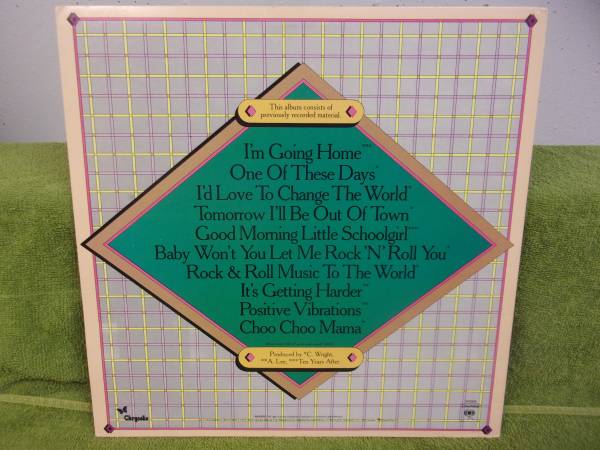 This album consists of
previously recorded material.
I'm Going Home***
One Of These Days*
I'd Love To Change The World*
Tomorrow I'll Be Out Of Town*
Good Morning Little Schoolgirl***
Baby Won't You Let Me Rock 'N' Roll You*
Rock & Roll Music To The World*
It's Getting Harder**
Positive Vibrations**
Choo Choo Mama*
Produced by *C. Wright,
**A. Lee, ***Ten Years After
Chrysalis